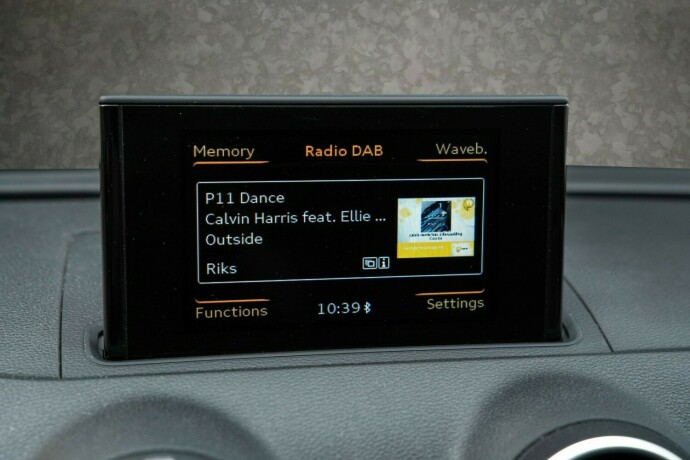 Memory
Radio DAB
Waveb.
P11 Dance
Calvin Harris feat. Ellie ...
Outside
Riks
Functions
10:39
Settings